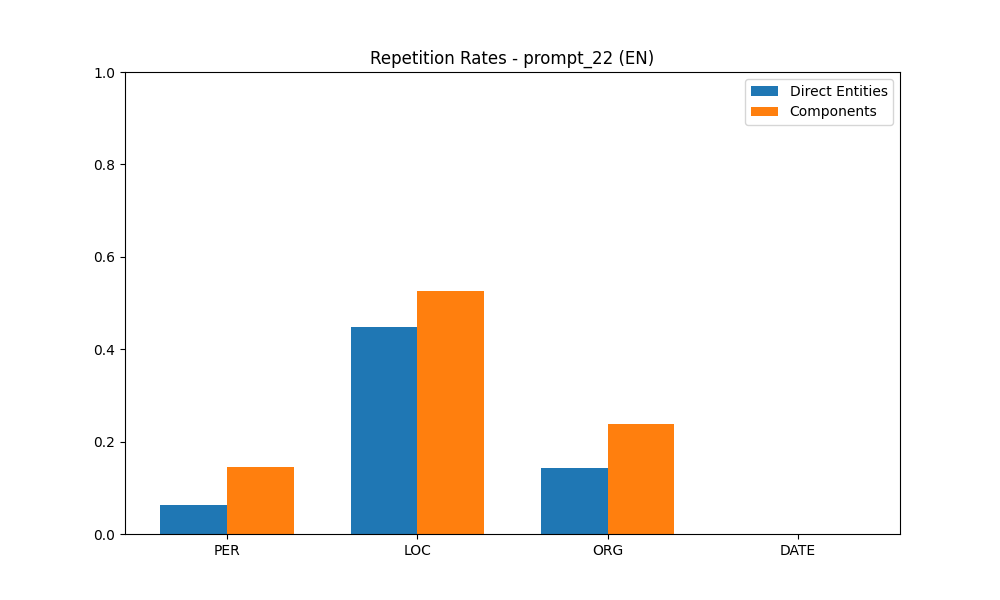 Repetition Rates - prompt_22 (EN)
1.0
0.8
0.6
0.4
0.2
0.0
Direct Entities
Components
PER
LOC
ORG
DATE